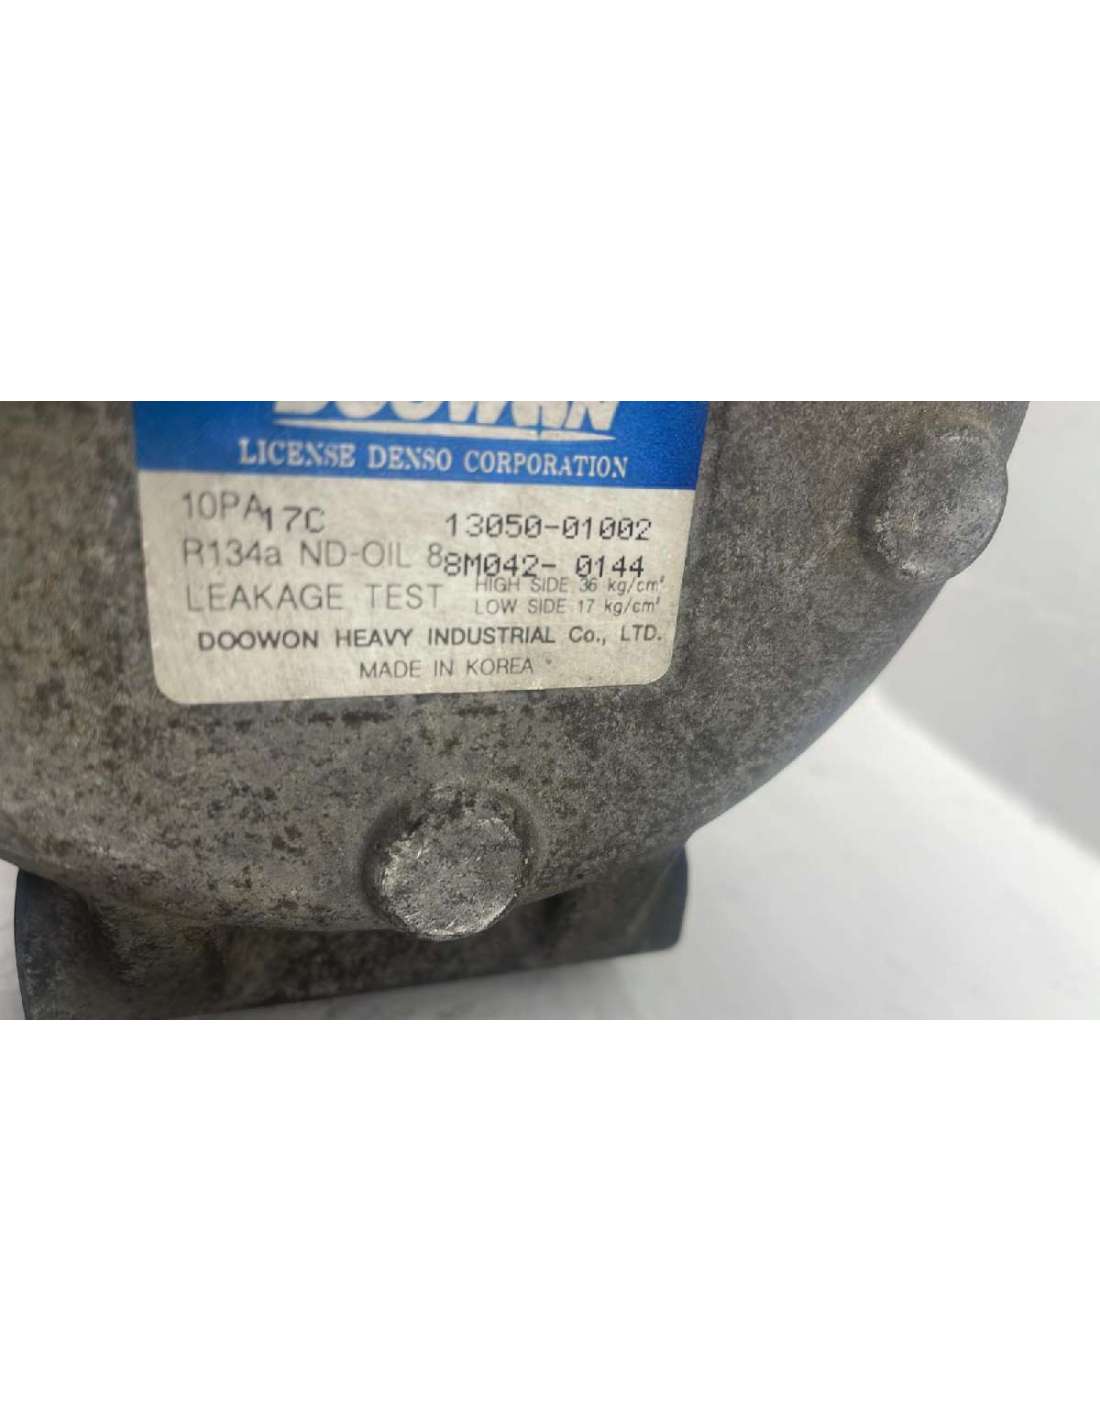 DOOWON
LICENSE DENSO CORPORATION
10PA17C 13050-01002
R134a ND-OIL 8 8M042- 0144
LEAKAGE TEST HIGH SIDE 36 kg/cm²
LOW SIDE 17 kg/cm²
DOOWON HEAVY INDUSTRIAL Co., LTD.
MADE IN KOREA